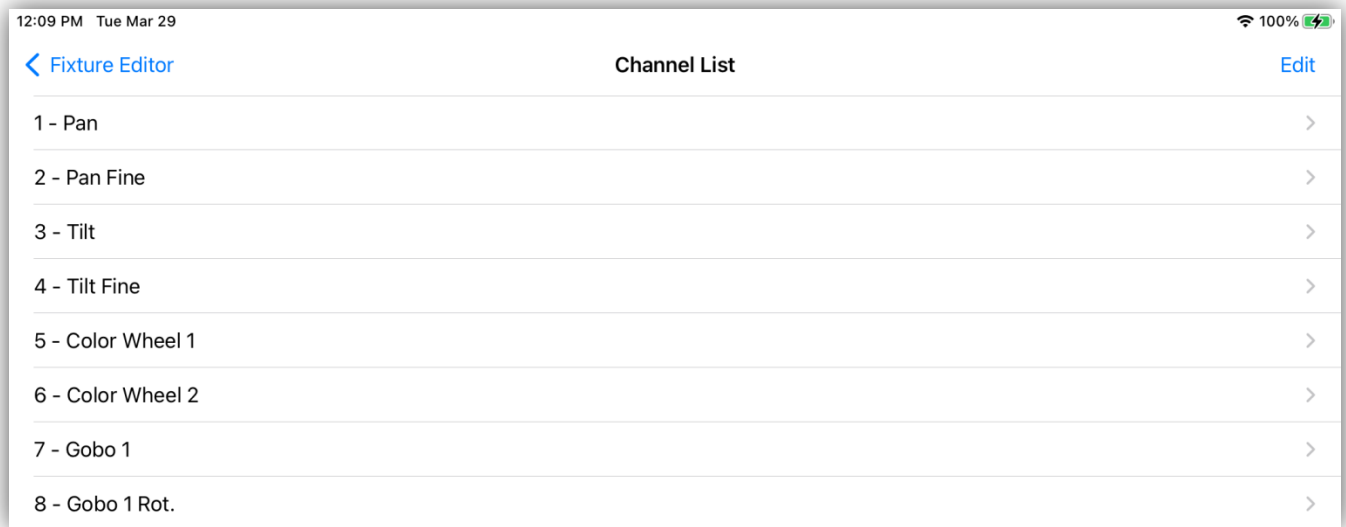 12:09 PM Tue Mar 29 100%
Fixture Editor Channel List Edit
1 - Pan
2 - Pan Fine
3 - Tilt
4 - Tilt Fine
5 - Color Wheel 1
6 - Color Wheel 2
7 - Gobo 1
8 - Gobo 1 Rot.